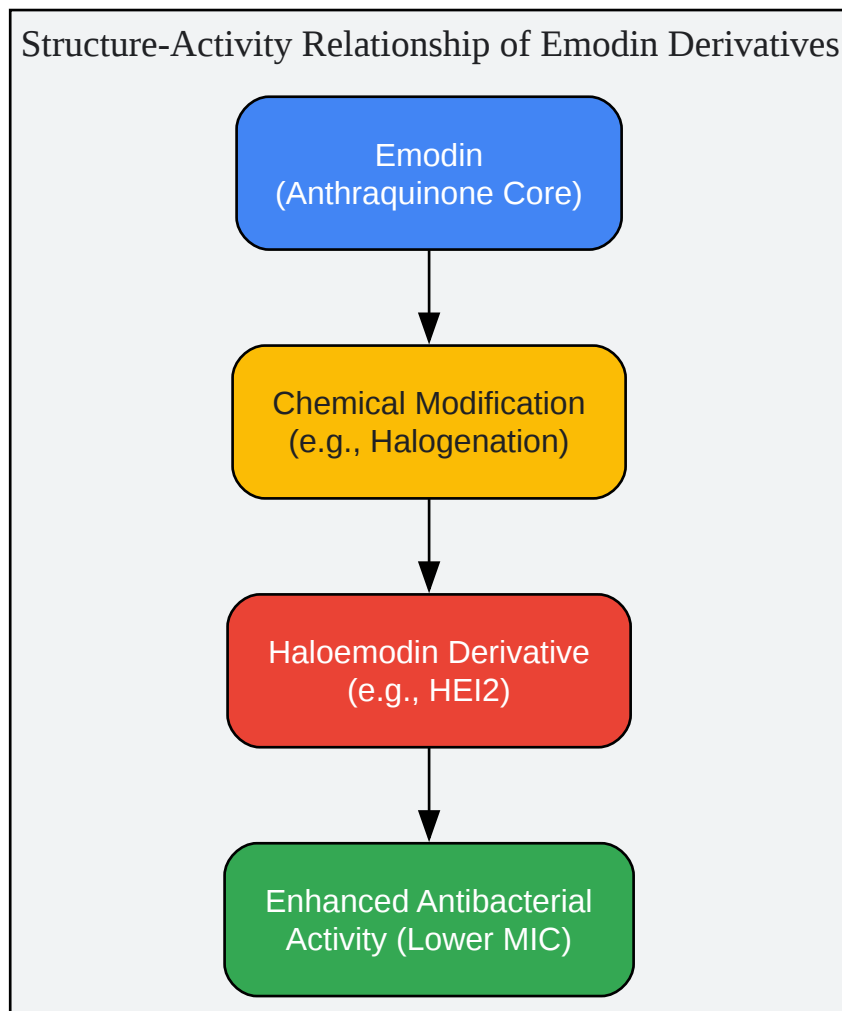 Structure-Activity Relationship of Emodin Derivatives
Emodin
(Anthraquinone Core)
Chemical Modification
(e.g., Halogenation)
Haloemodin Derivative
(e.g., HEI2)
Enhanced Antibacterial
Activity (Lower MIC)